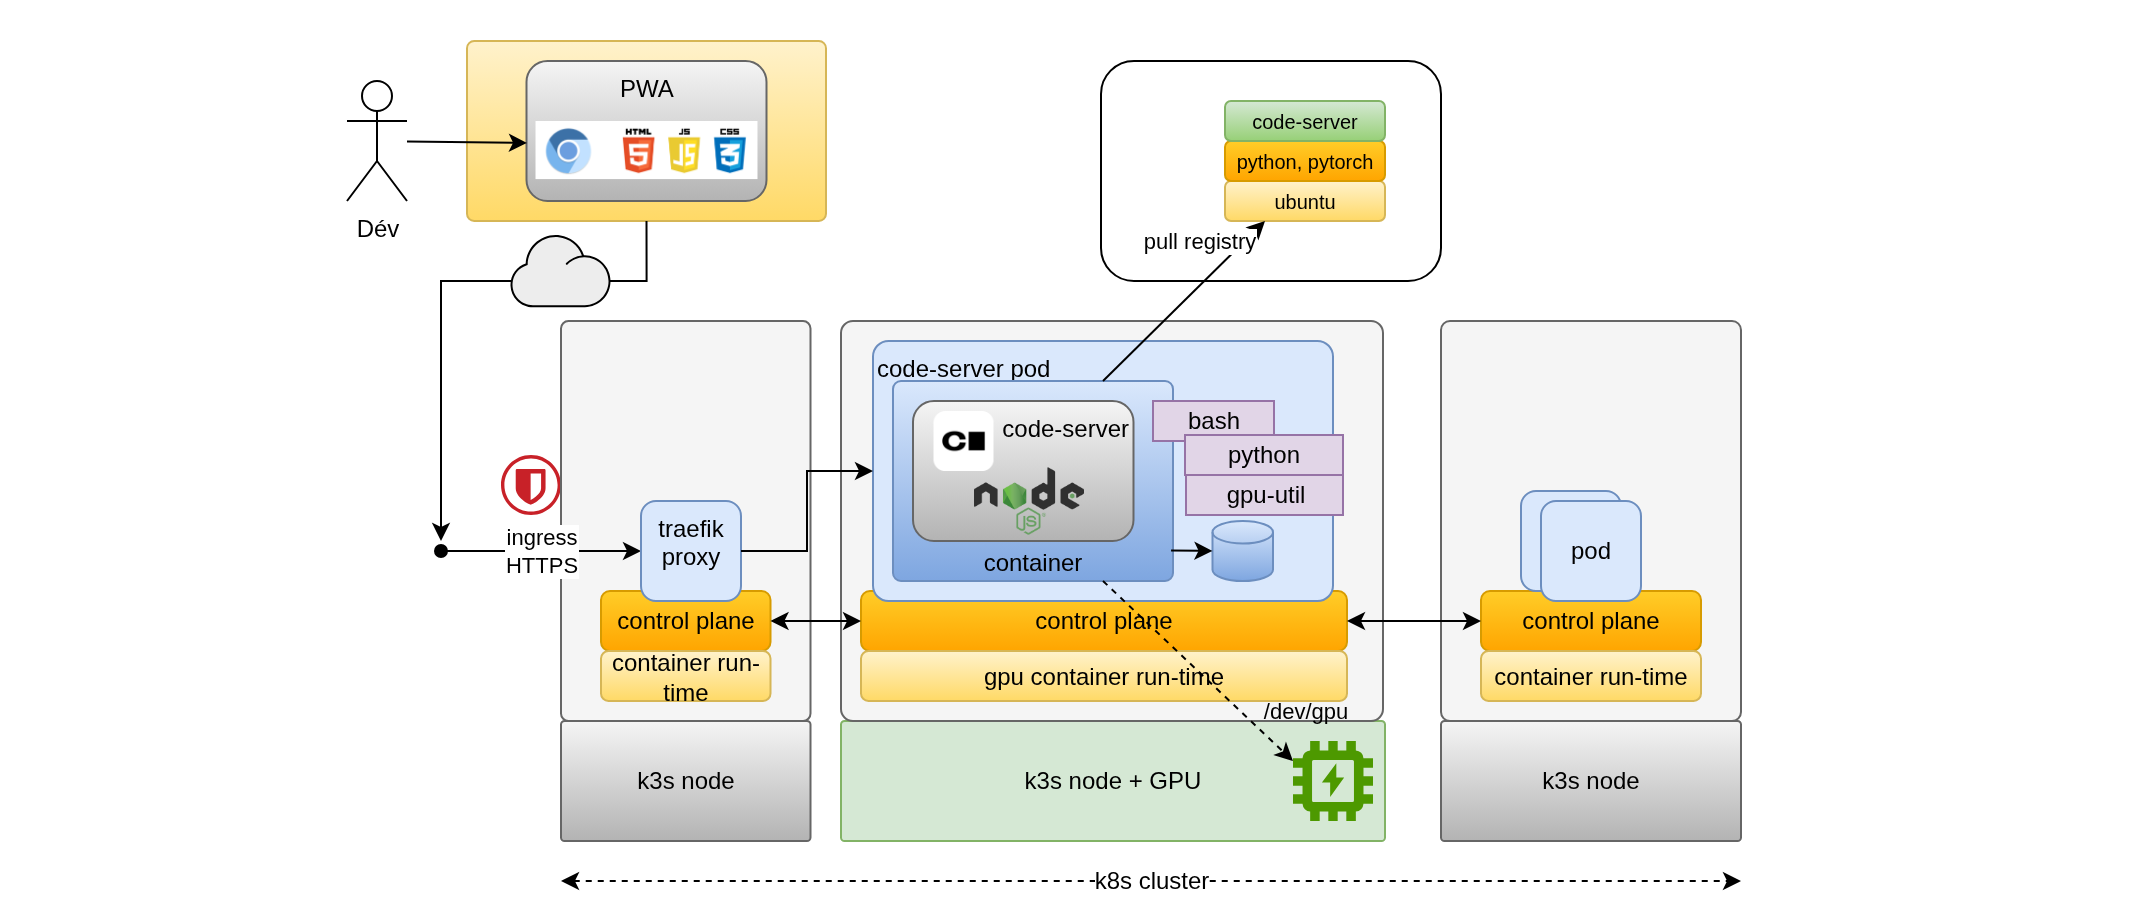 PWA
HTML
JS
CSS
Dév
code-server
python, pytorch
ubuntu
pull registry
code-server pod
code-server
bash
python
gpu-util
node
JS
container
ingress
HTTPS
traefik
proxy
pod
control plane
control plane
control plane
container run-
time
gpu container run-time
container run-time
/dev/gpu
k3s node
k3s node + GPU
k3s node
k8s cluster